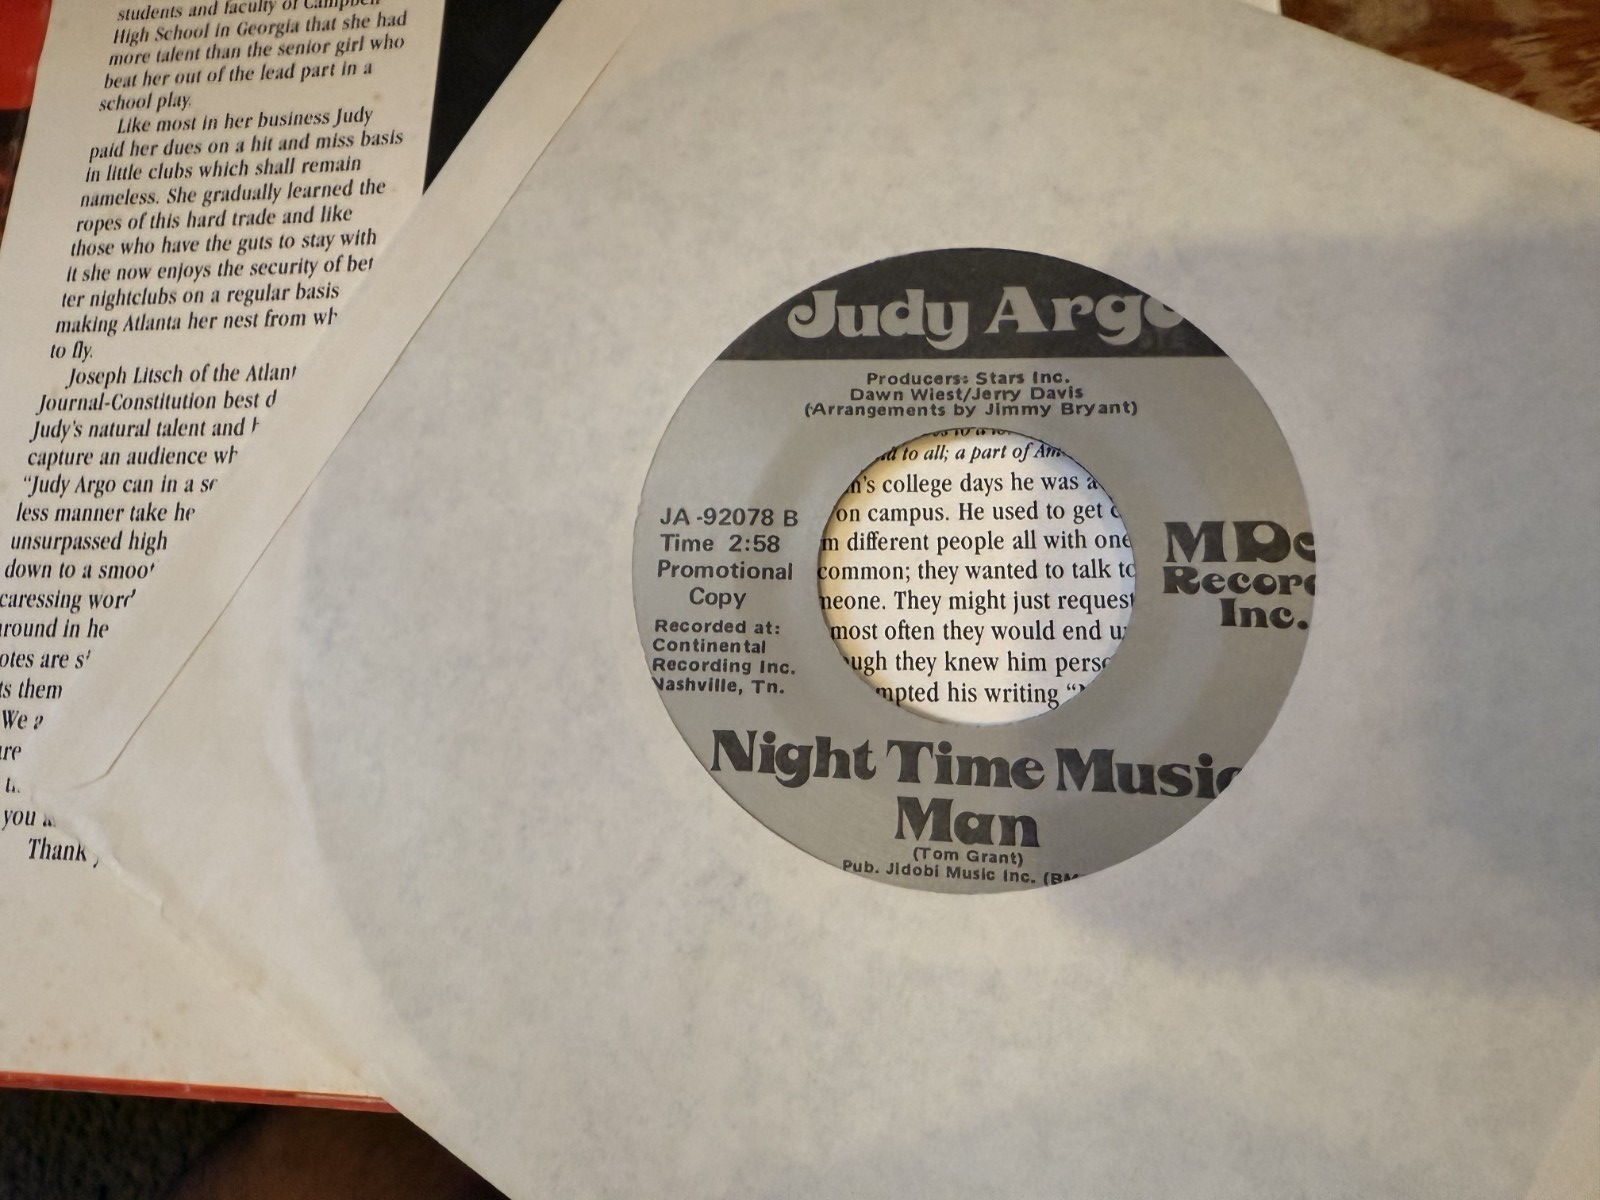 students and faculty of
High School in Georgia that she had
more talent than the senior girl who
beat her out of the lead part in a
school play.
Like most in her business Judy
paid her dues on a hit and miss basis
in little clubs which shall remain
nameless. She gradually learned the
ropes of this hard trade and like
those who have the guts to stay with
it she now enjoys the security of bet
ter nightclubs on a regular basis
making Atlanta her nest from wh
to fly.
Joseph Litsch of the Atlant
Journal-Constitution best d
Judy's natural talent and
capture an audience wh
"Judy Argo can in a se
less manner take he
unsurpassed high
down to a smoo
caressing word
around in he
otes are s
ts them
We a
re
you
Thank
Judy Argo
Producers: Stars Inc.
Dawn Wiest/Jerry Davis
(Arrangements by Jimmy Bryant)
to all; a part of Am
n's college days he was a
on campus. He used to get
m different people all with one
common; they wanted to talk to
neone. They might just request
most often they would end u
ugh they knew him perso
mpted his writing "
JA -92078 B
Time 2:58
Promotional
Copy
Recorded at:
Continental
Recording Inc.
Nashville, Tn.
MDc
Record
Inc.
Night Time Music
Man
(Tom Grant)
Pub. Jidobi Music Inc. (BM